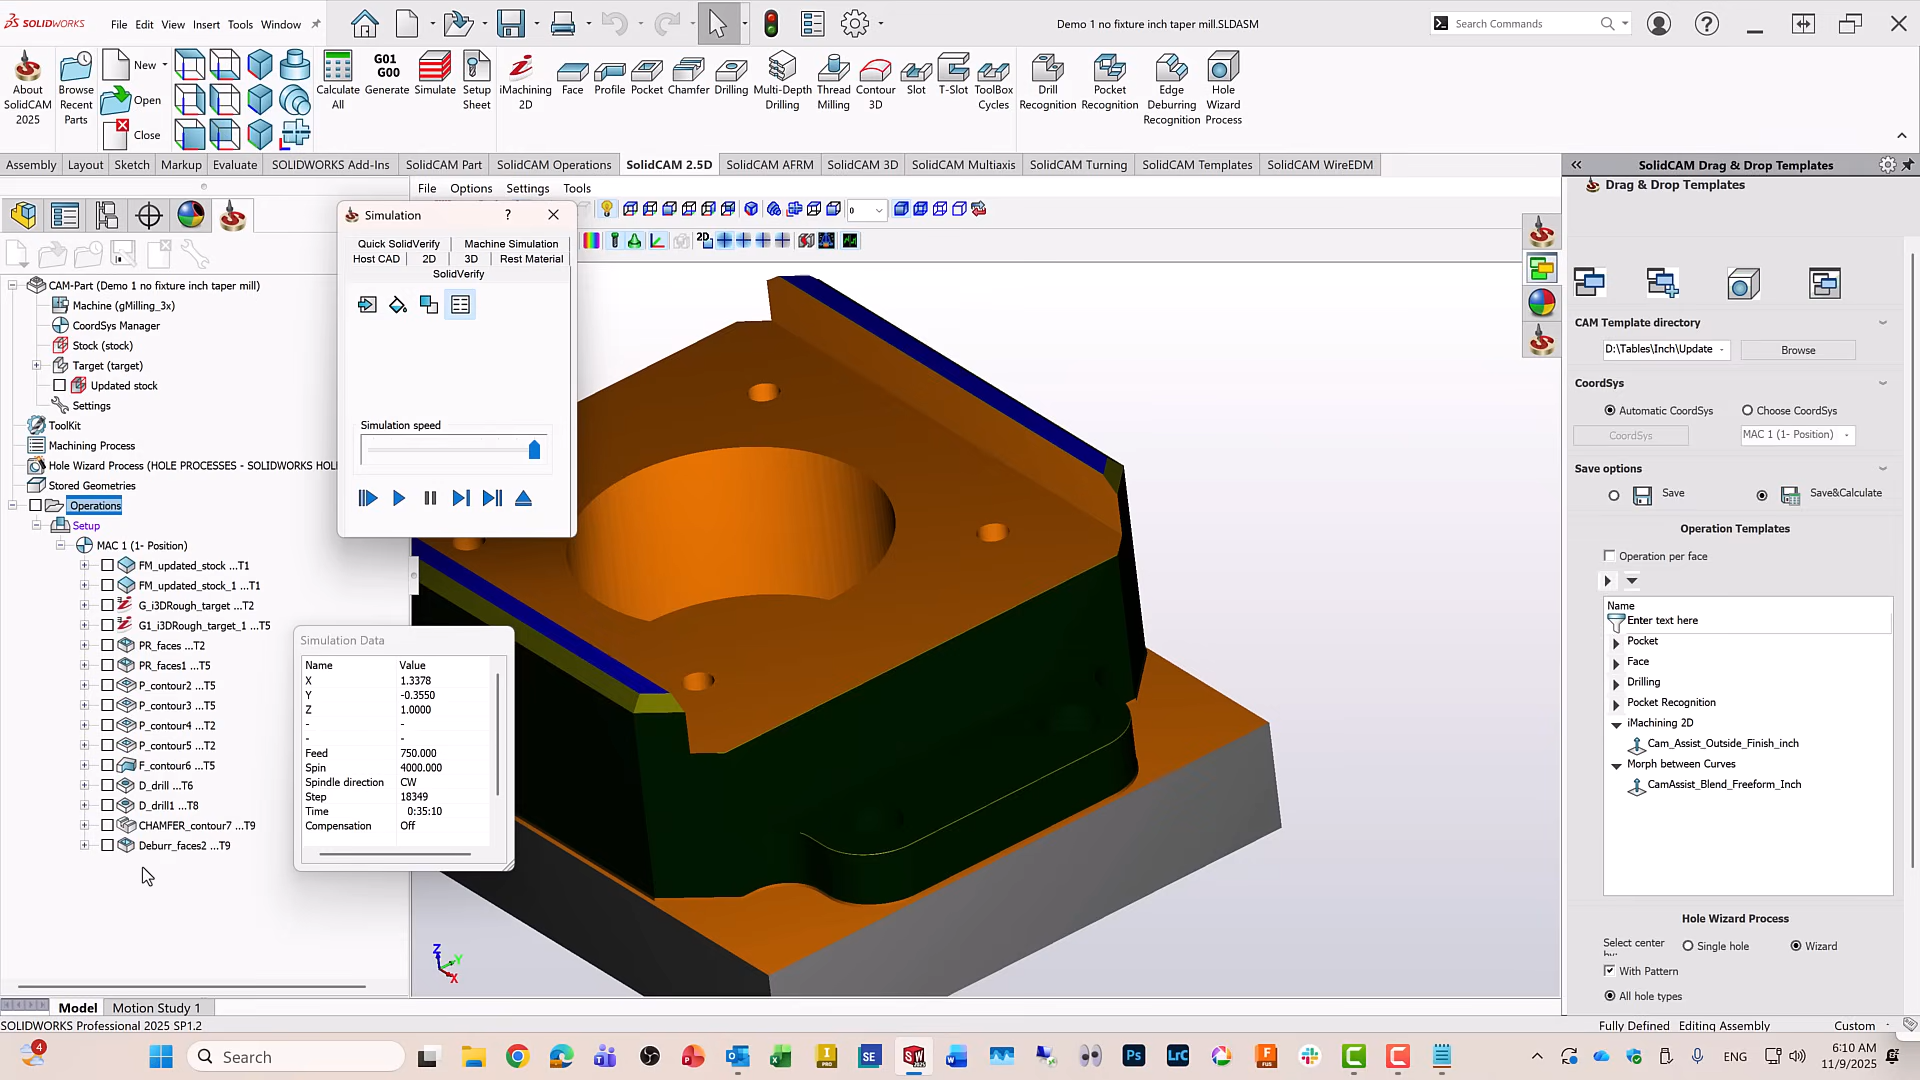 SOLIDWORKS
File Edit View Insert Tools Window
Demo 1 no fixture inch taper mill.SLDASM
Search Commands
About SolidCAM 2025
Browse Recent Parts
New
Open
Close
Calculate All
G01 G00
Generate
Simulate
Setup Sheet
iMachining 2D
Face
Profile
Pocket
Chamfer
Drilling
Multi-Depth Drilling
Thread Milling
Contour 3D
Slot
T-Slot
ToolBox Cycles
Drill Recognition
Pocket Recognition
Edge Deburring Recognition
Hole Wizard Process
Assembly Layout Sketch Markup Evaluate SOLIDWORKS Add-Ins SolidCAM Part SolidCAM Operations SolidCAM 2.5D SolidCAM AFRM SolidCAM 3D SolidCAM Multiaxis SolidCAM Turning SolidCAM Templates SolidCAM WireEDM
File Options Settings Tools
0
2D
CAM-Part (Demo 1 no fixture inch taper mill)
Machine (gMilling_3x)
CoordSys Manager
Stock (stock)
Target (target)
Updated stock
Settings
ToolKit
Machining Process
Hole Wizard Process (HOLE PROCESSES - SOLIDWORKS HOL
Stored Geometries
Operations
Setup
MAC 1 (1- Position)
FM_updated_stock ...T1
FM_updated_stock_1 ...T1
G_i3DRough_target ...T2
G1_i3DRough_target_1 ...T5
PR_faces ...T2
PR_faces1 ...T5
P_contour2 ...T5
P_contour3 ...T5
P_contour4 ...T2
P_contour5 ...T2
F_contour6 ...T5
D_drill ...T6
D_drill1 ...T8
CHAMFER_contour7 ...T9
Deburr_faces2 ...T9
Simulation
?
Quick SolidVerify Machine Simulation
Host CAD 2D 3D Rest Material
SolidVerify
Simulation speed
Simulation Data
Name Value
X 1.3378
Y -0.3550
Z 1.0000
- -
- -
Feed 750.000
Spin 4000.000
Spindle direction CW
Step 18349
Time 0:35:10
Compensation Off
Z
Y
X
SolidCAM Drag & Drop Templates
Drag & Drop Templates
CAM Template directory
D:\Tables\Inch\Update
Browse
CoordSys
Automatic CoordSys Choose CoordSys
CoordSys MAC 1 (1- Position)
Save options
Save Save&Calculate
Operation Templates
Operation per face
Name
Enter text here
Pocket
Face
Drilling
Pocket Recognition
iMachining 2D
Cam_Assist_Outside_Finish_inch
Morph between Curves
CamAssist_Blend_Freeform_Inch
Hole Wizard Process
Select center
Single hole Wizard
With Pattern
All hole types
Model Motion Study 1
SOLIDWORKS Professional 2025 SP1.2
Fully Defined Editing Assembly Custom
4
Search
SE
Ps
LrC
ENG
6:10 AM
11/9/2025